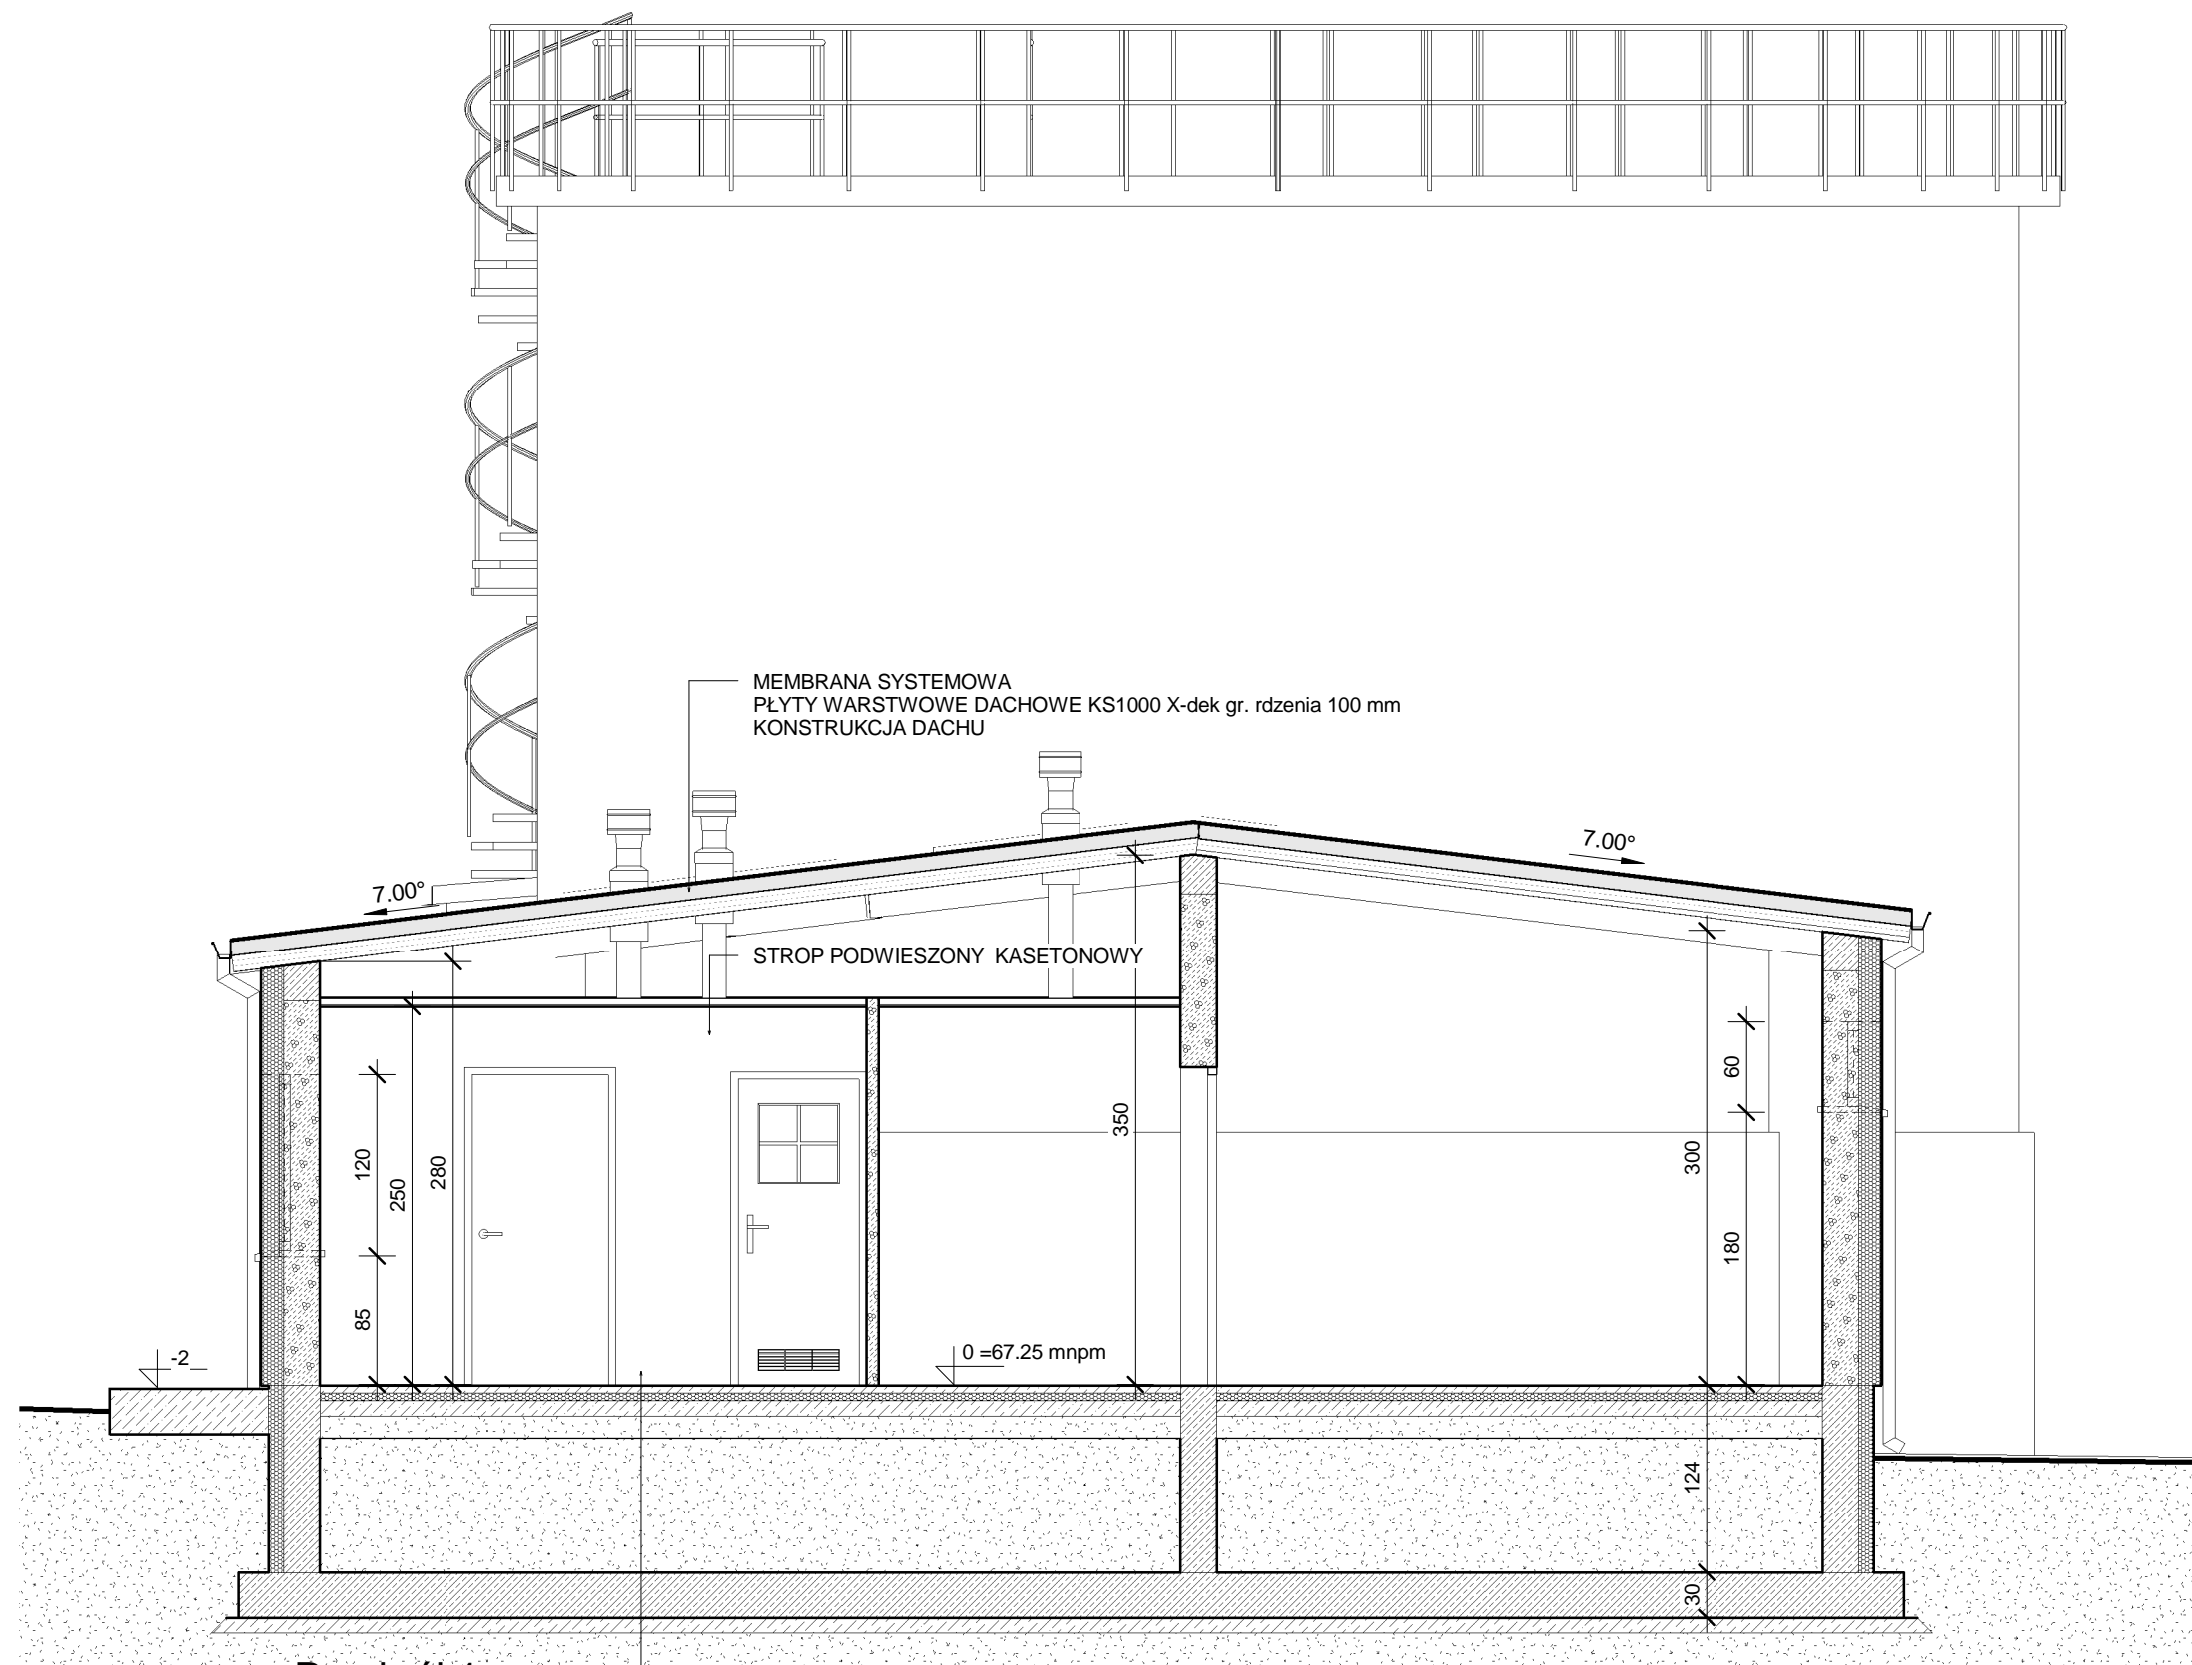 MEMBRANA SYSTEMOWA
PŁYTY WARSTWOWE DACHOWE KS1000 X-dek gr. rdzenia 100 mm
KONSTRUKCJA DACHU
7.00°
7.00°
STROP PODWIESZONY KASETONOWY
120
250
280
85
350
60
300
180
-2
0 =67.25 mnpm
124
30